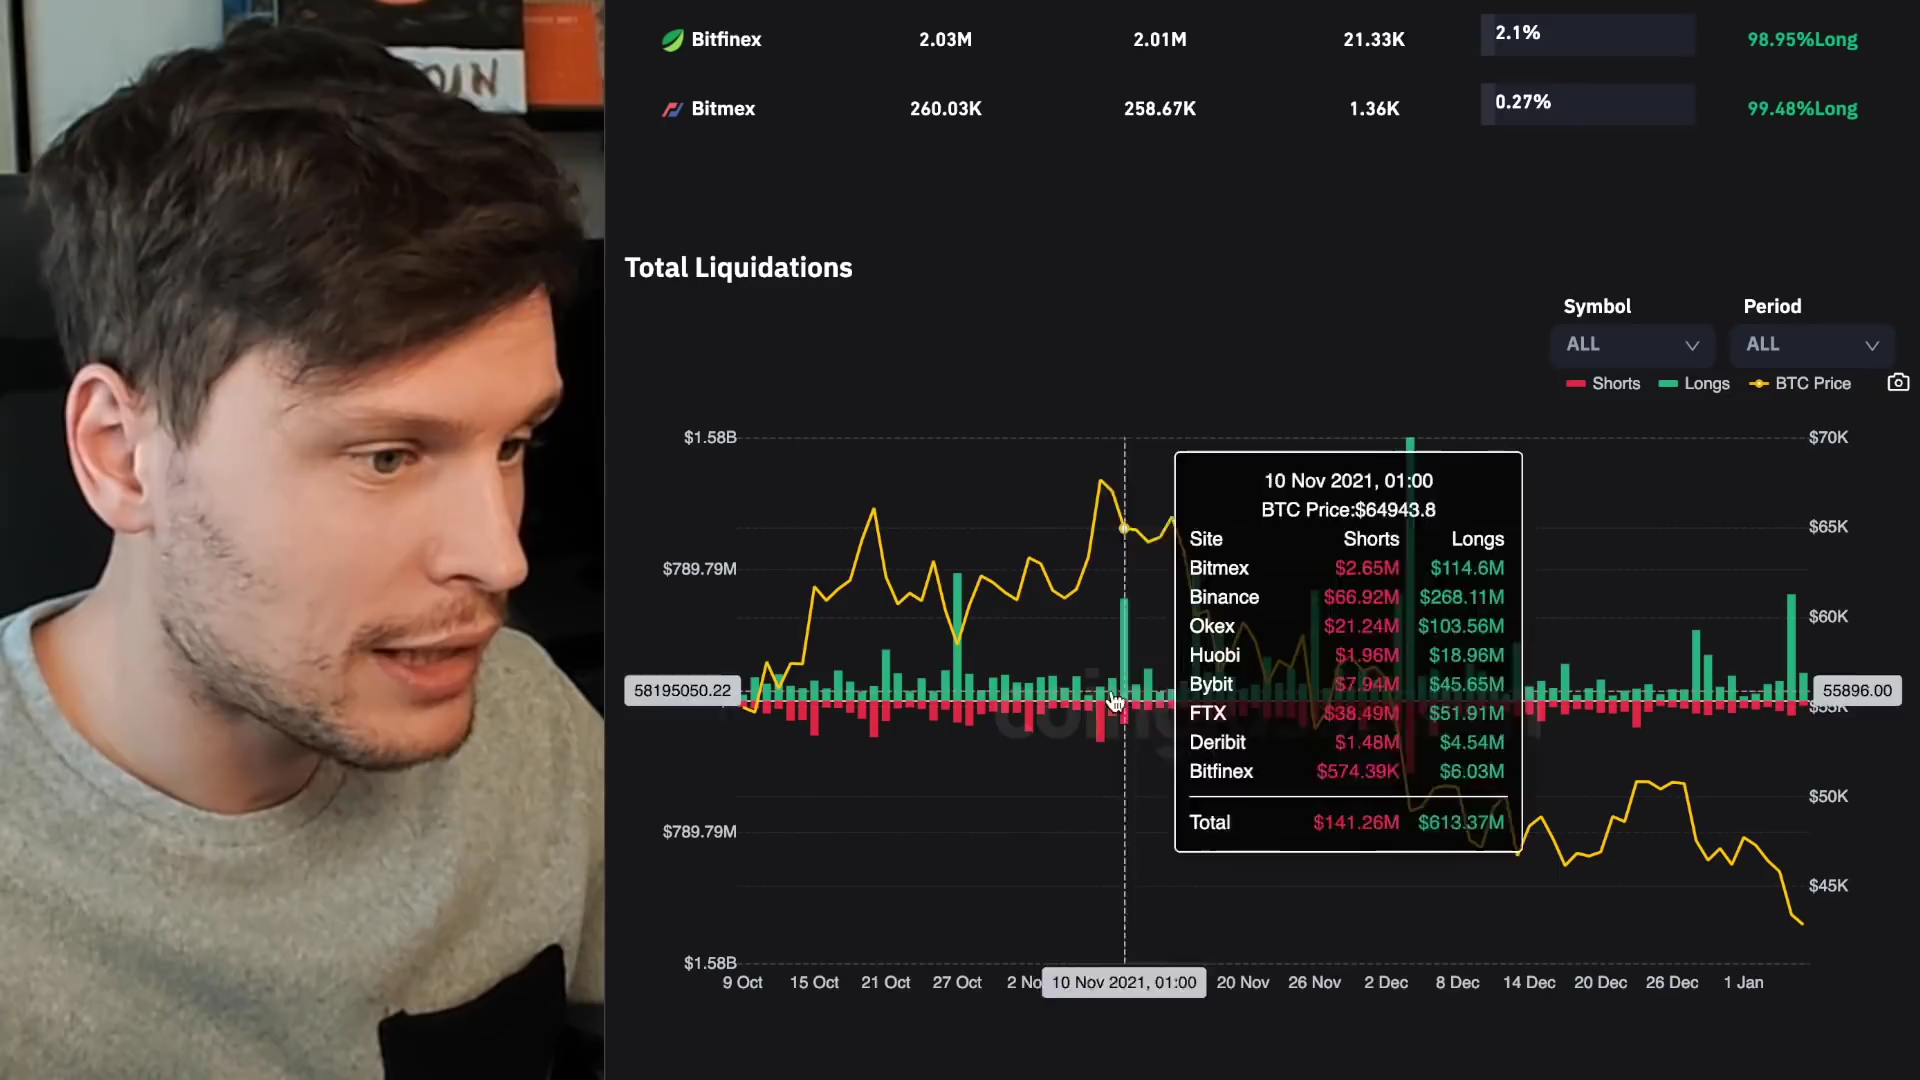 Bitfinex 2.03M 2.01M 21.33K 2.1% 98.95%Long
Bitmex 260.03K 258.67K 1.36K 0.27% 99.48%Long
Total Liquidations
Symbol Period
ALL ALL
Shorts Longs BTC Price
$1.58B $70K
10 Nov 2021, 01:00
BTC Price:$64943.8
$65K
Site Shorts Longs
$789.79M
Bitmex $2.65M $114.6M
Binance $66.92M $268.11M
$60K
Okex $21.24M $103.56M
Huobi $1.96M $18.96M
58195050.22
Bybit $7.94M $45.65M
55896.00
FTX $38.49M $51.91M
Deribit $1.48M $4.54M
Bitfinex $574.39K $6.03M
$50K
Total $141.26M $613.37M
$789.79M
$45K
$1.58B
9 Oct 15 Oct 21 Oct 27 Oct 2 No 10 Nov 2021, 01:00 20 Nov 26 Nov 2 Dec 8 Dec 14 Dec 20 Dec 26 Dec 1 Jan